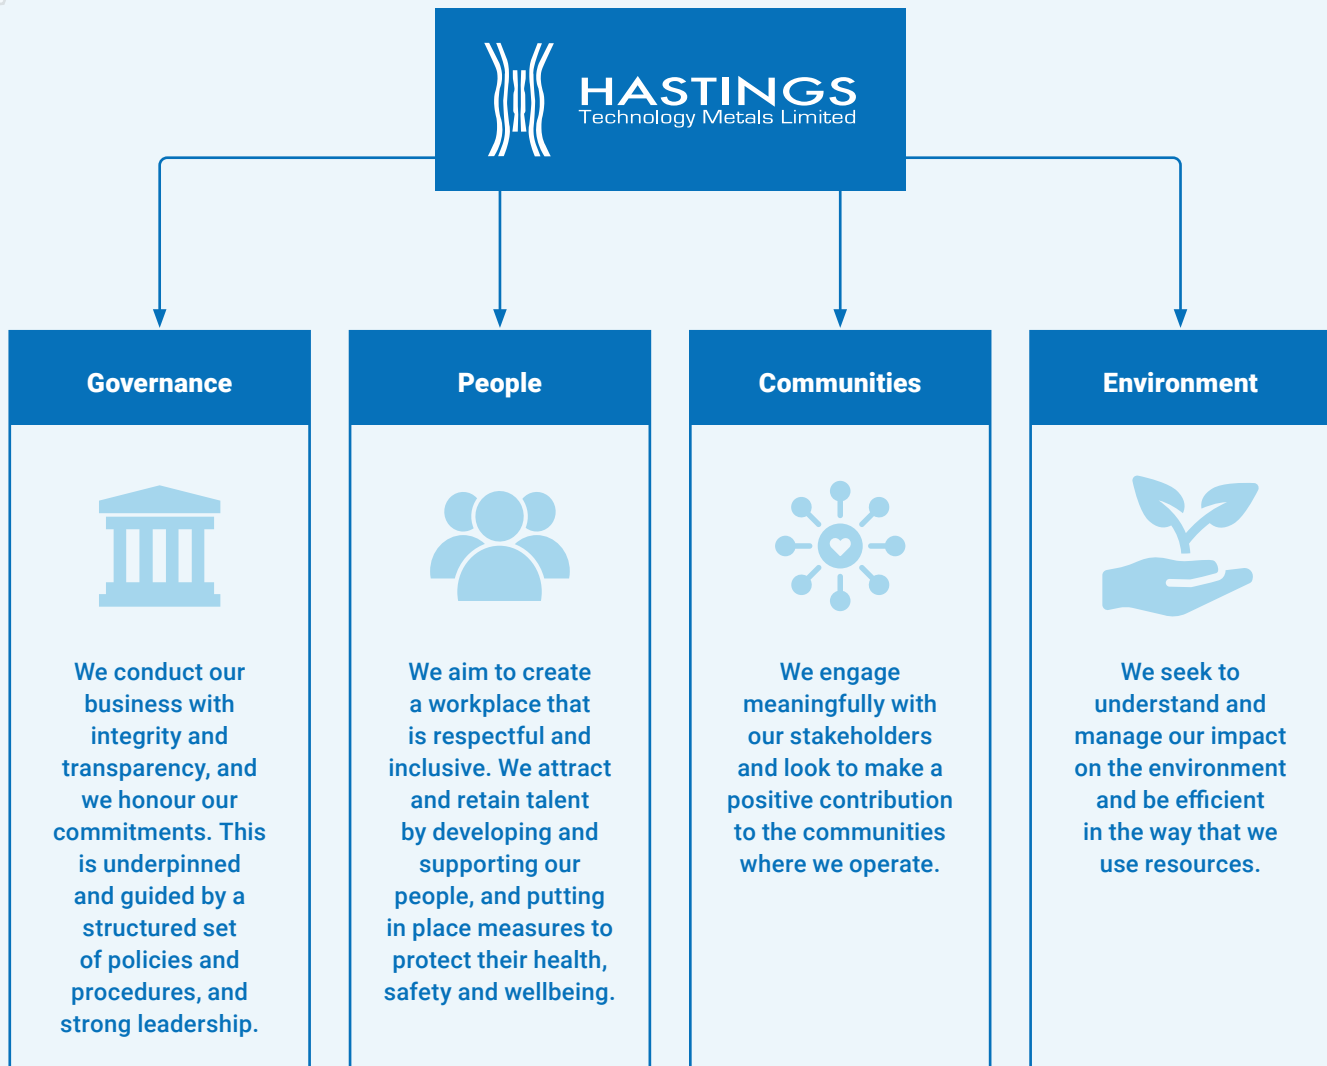 HASTINGS
Technology Metals Limited
Governance
We conduct our
business with
integrity and
transparency, and
we honour our
commitments. This
is underpinned
and guided by a
structured set
of policies and
procedures, and
strong leadership.
People
We aim to create
a workplace that
is respectful and
inclusive. We attract
and retain talent
by developing and
supporting our
people, and putting
in place measures to
protect their health,
safety and wellbeing.
Communities
We engage
meaningfully with
our stakeholders
and look to make a
positive contribution
to the communities
where we operate.
Environment
We seek to
understand and
manage our impact
on the environment
and be efficient
in the way that we
use resources.